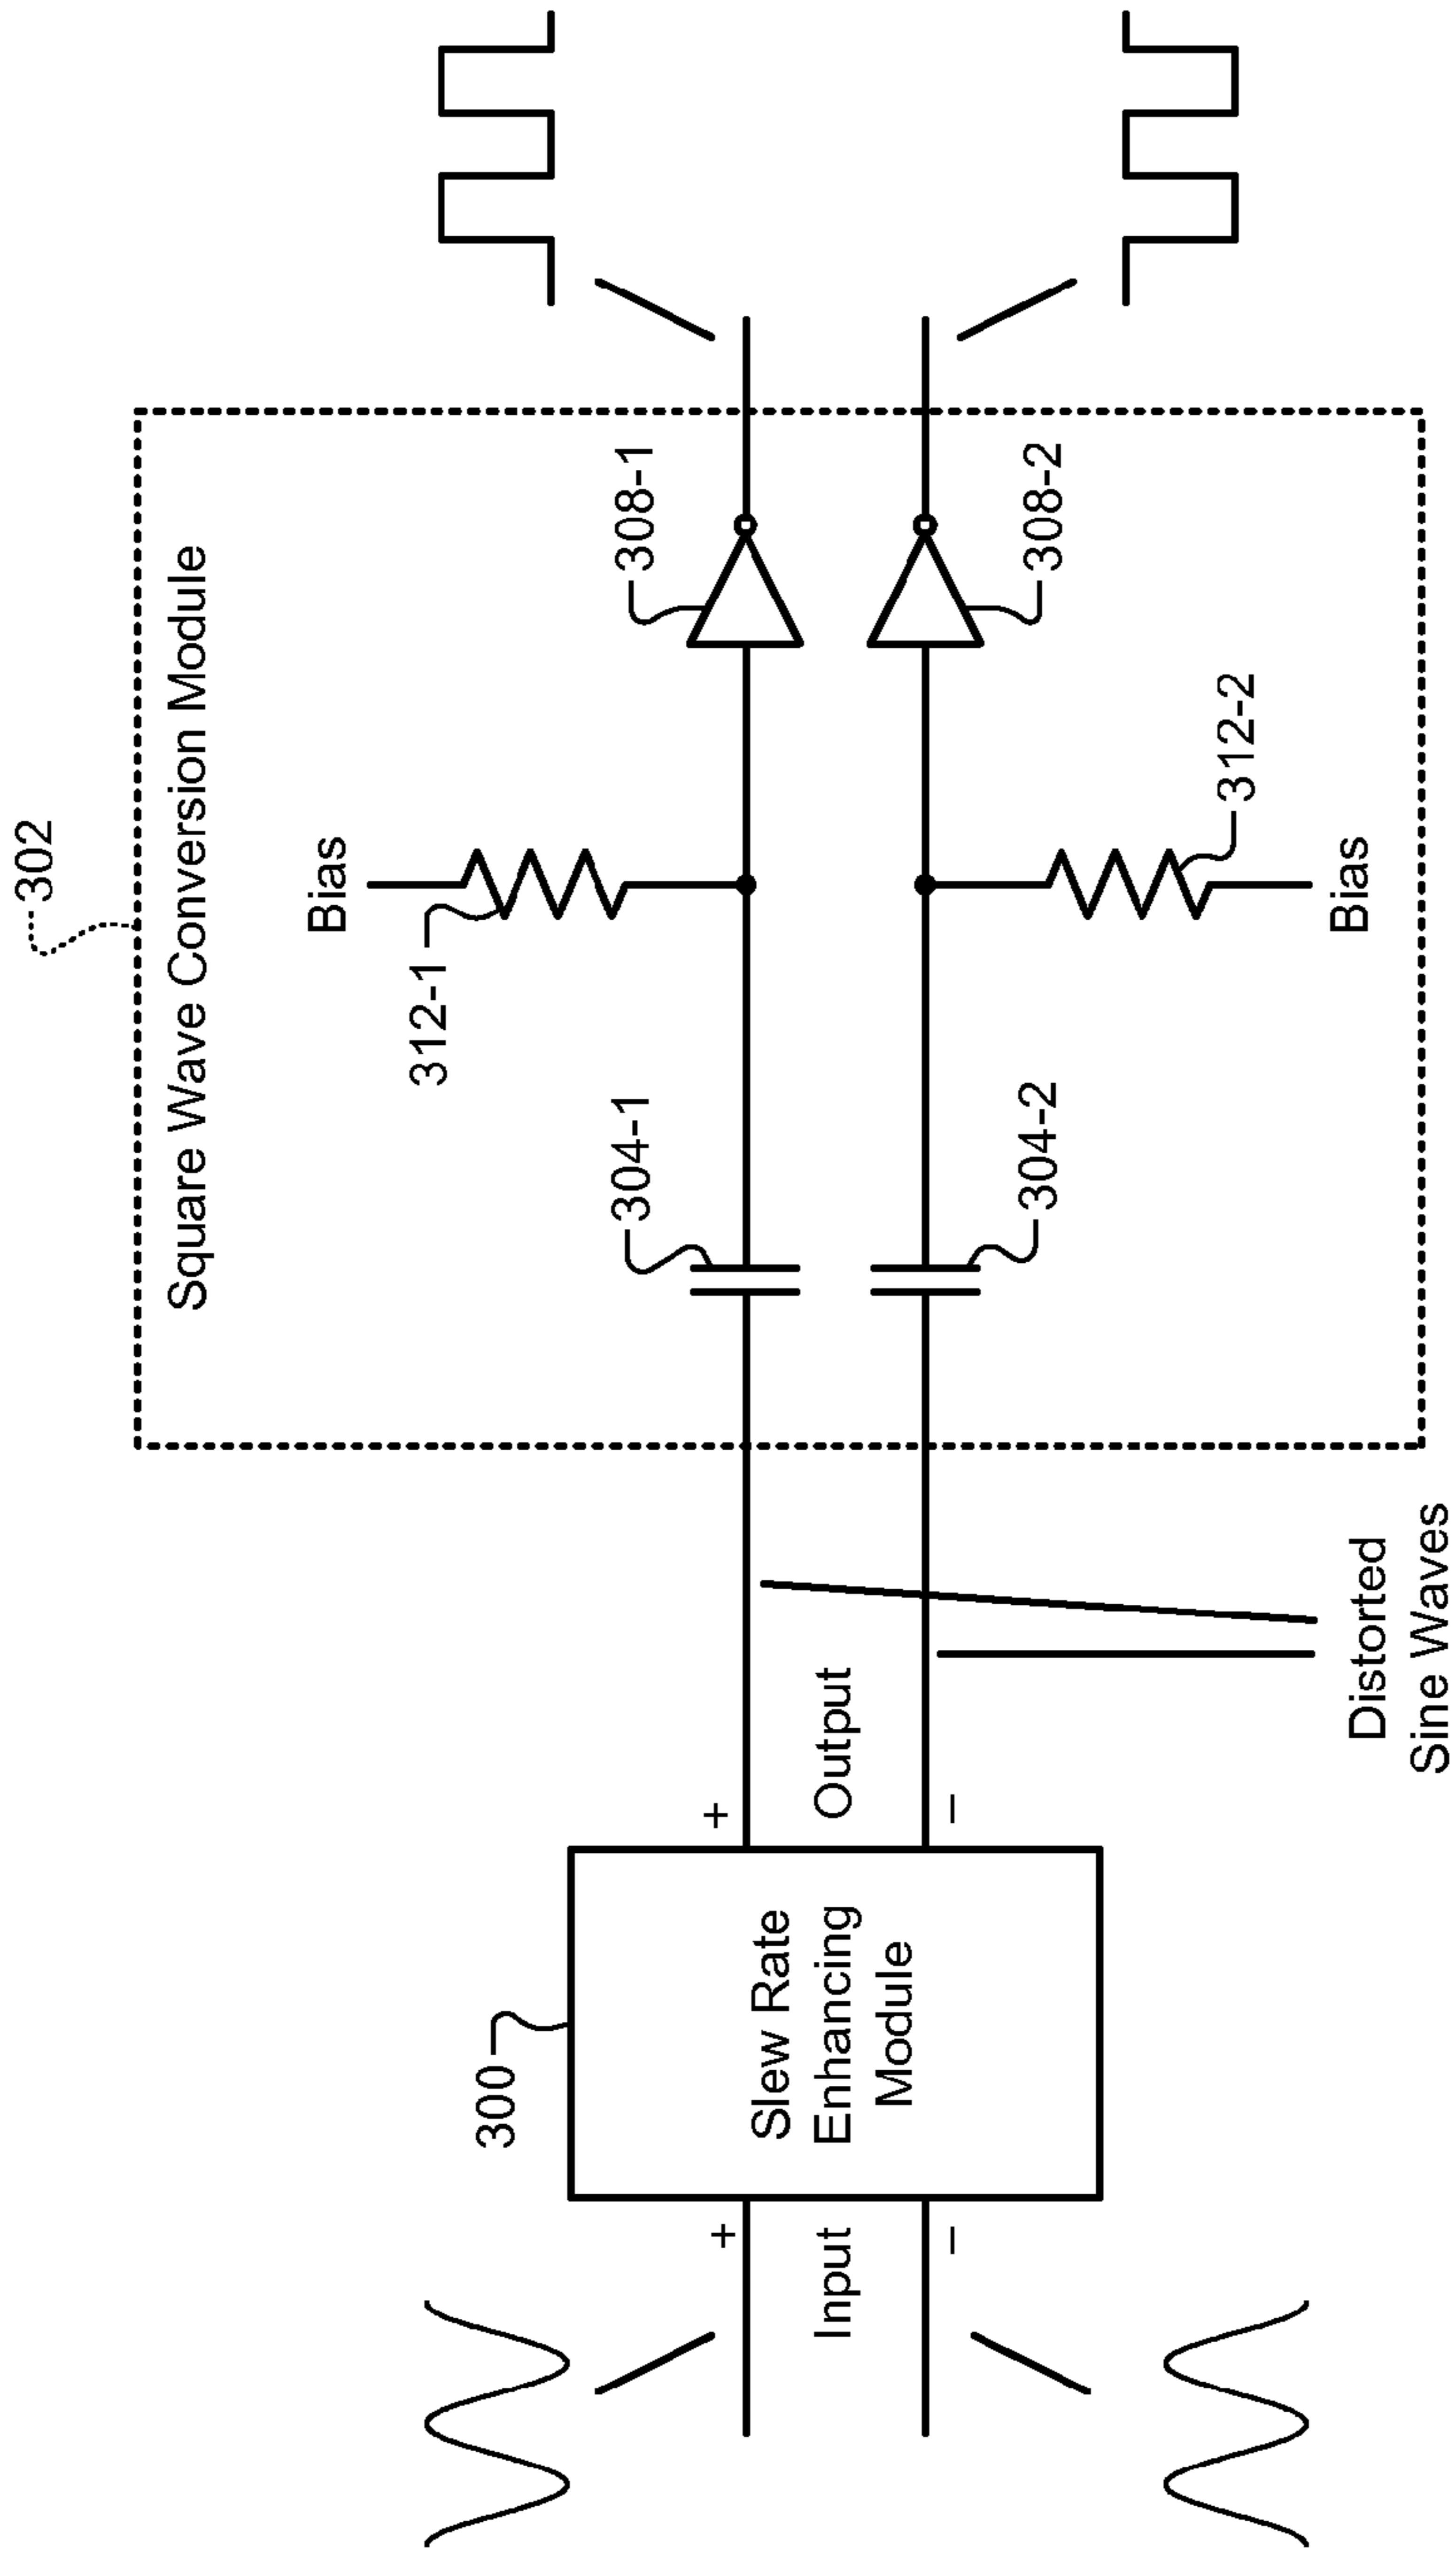 302
Square Wave Conversion Module
Bias
312-1
304-1
308-1
304-2
308-2
312-2
Bias
300
Slew Rate
Enhancing
Module
+
Input
–
+
Output
–
Distorted
Sine Waves